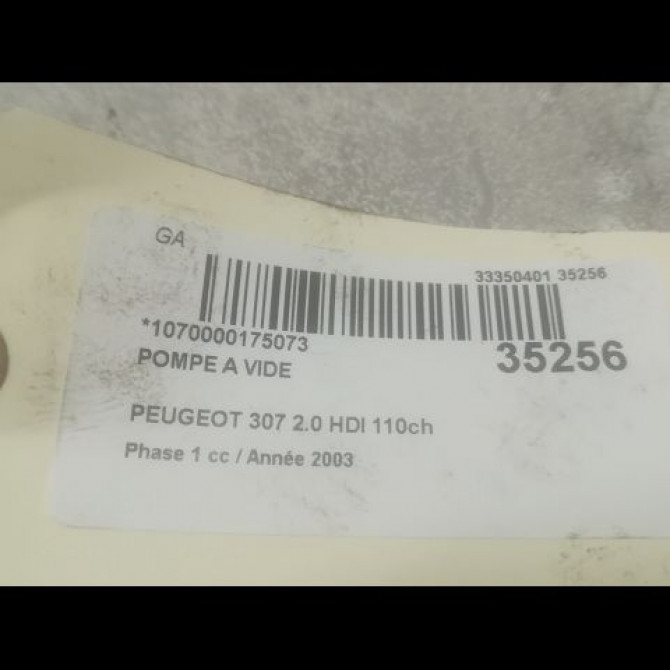 GA
33350401 35256
*1070000175073
35256
POMPE A VIDE
PEUGEOT 307 2.0 HDI 110ch
Phase 1 cc / Année 2003